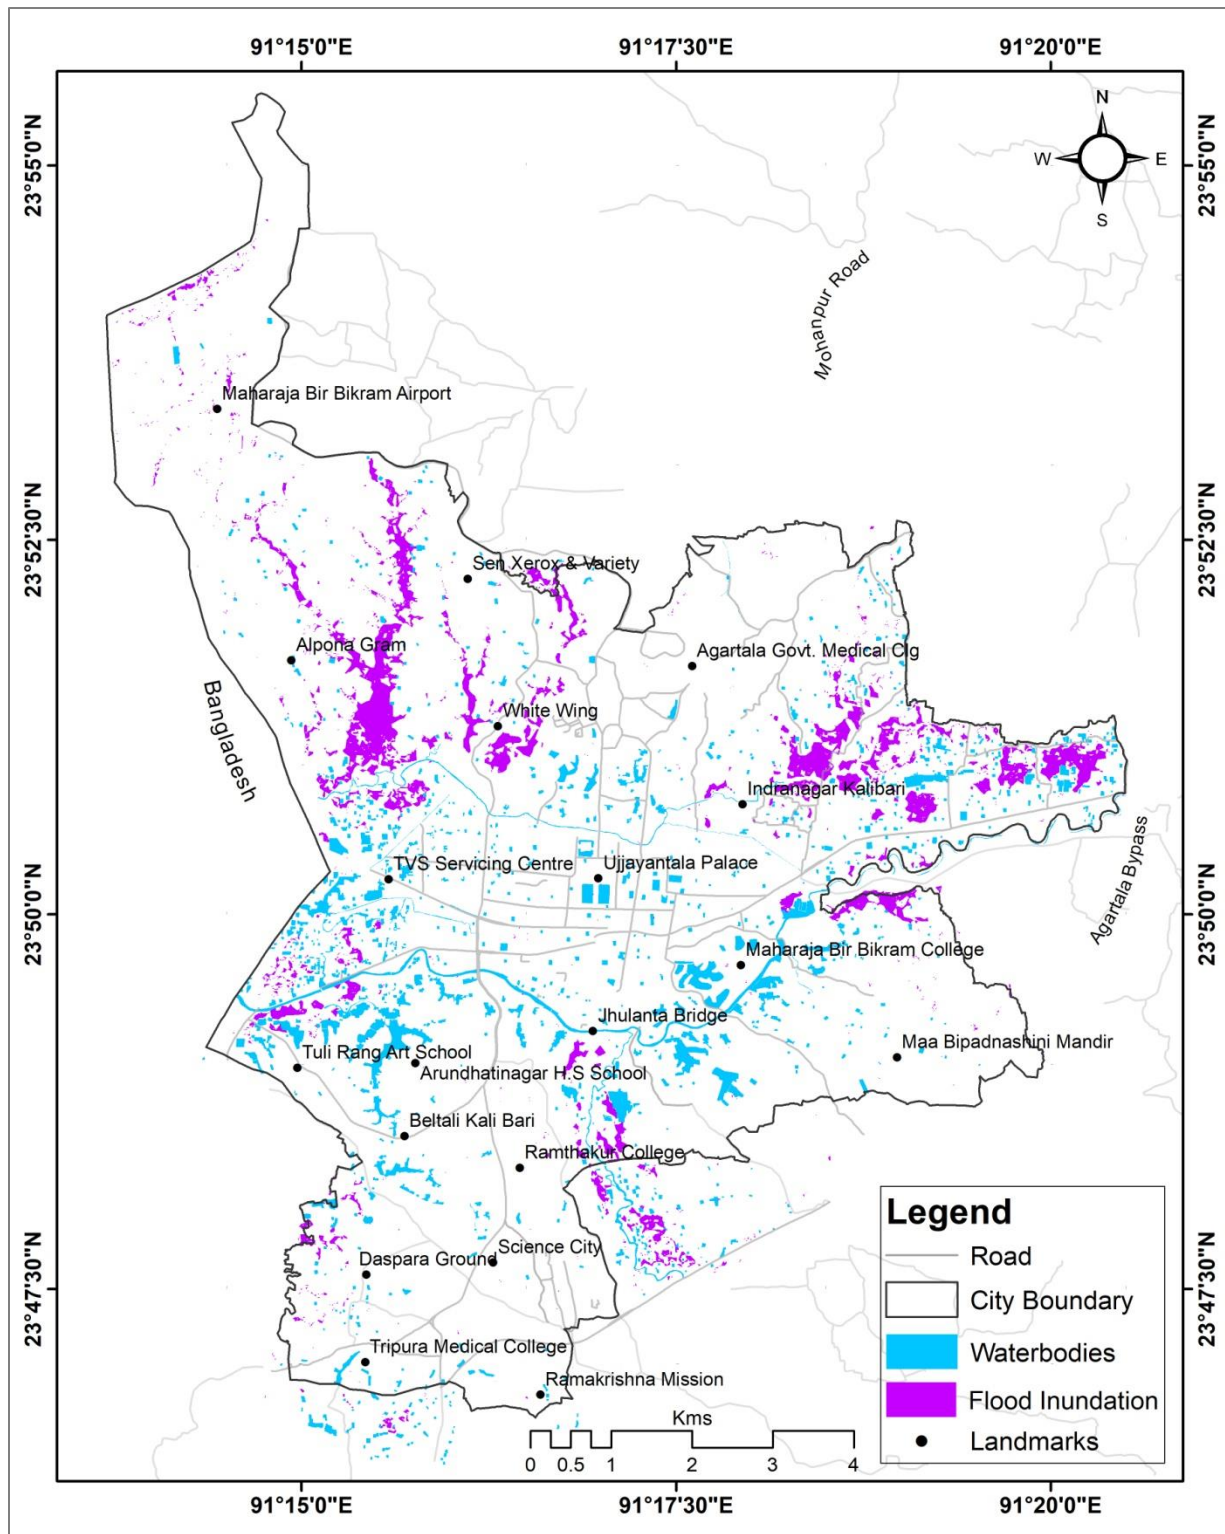 91°15'0"E
91°17'30"E
91°20'0"E
23°55'0"N
23°55'0"N
N
W
E
S
Mohanpur Road
Maharaja Bir Bikram Airport
23°52'30"N
23°52'30"N
Sen Xerox & Variety
Alpona Gram
Agartala Govt. Medical Clg
Bangladesh
White Wing
Indranagar Kalibari
TVS Servicing Centre
Ujjayantala Palace
Agartala Bypass
23°50'0"N
23°50'0"N
Maharaja Bir Bikram College
Jhulanta Bridge
Maa Bipadnashini Mandir
Tuli Rang Art School
Arundhatinagar H.S School
Beltali Kali Bari
Ramthakur College
Science City
Daspara Ground
23°47'30"N
23°47'30"N
Tripura Medical College
Ramakrishna Mission
Kms
0 0.5 1 2 3 4
Legend
Road
City Boundary
Waterbodies
Flood Inundation
Landmarks
91°15'0"E
91°17'30"E
91°20'0"E